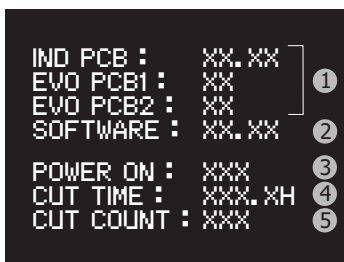 IND PCB : XX.XX
EVO PCB1 : XX 1
EVO PCB2 : XX
SOFTWARE : XX.XX 2
POWER ON : XXX 3
CUT TIME : XXX.XH 4
CUT COUNT : XXX 5